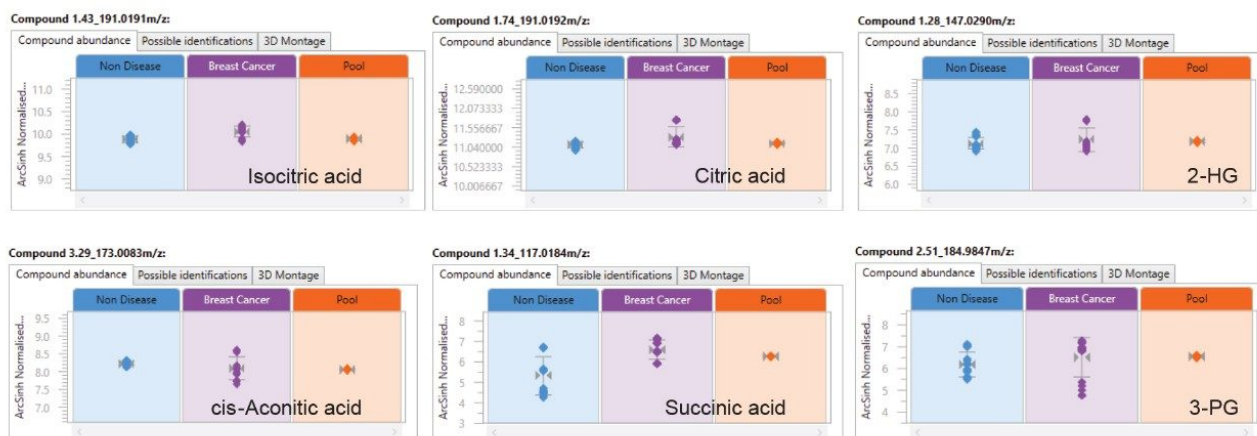 Compound 1.43_191.0191m/z:
Compound abundance Possible identifications 3D Montage
Non Disease Breast Cancer Pool
ArcSinh Normalised...
11.0
10.5
10.0
9.5
9.0
Isocitric acid
Compound 1.74_191.0192m/z:
Compound abundance Possible identifications 3D Montage
Non Disease Breast Cancer Pool
ArcSinh Normalised...
12.590000
12.073333
11.556667
11.040000
10.523333
10.006667
Citric acid
Compound 1.28_147.0290m/z:
Compound abundance Possible identifications 3D Montage
Non Disease Breast Cancer Pool
ArcSinh Normalised...
8.5
8.0
7.5
7.0
6.5
6.0
2-HG
Compound 3.29_173.0083m/z:
Compound abundance Possible identifications 3D Montage
Non Disease Breast Cancer Pool
ArcSinh Normalised...
9.5
9.0
8.5
8.0
7.5
7.0
cis-Aconitic acid
Compound 1.34_117.0184m/z:
Compound abundance Possible identifications 3D Montage
Non Disease Breast Cancer Pool
ArcSinh Normalised...
8
7
6
5
4
3
Succinic acid
Compound 2.51_184.9847m/z:
Compound abundance Possible identifications 3D Montage
Non Disease Breast Cancer Pool
ArcSinh Normalised...
8
7
6
5
4
3-PG